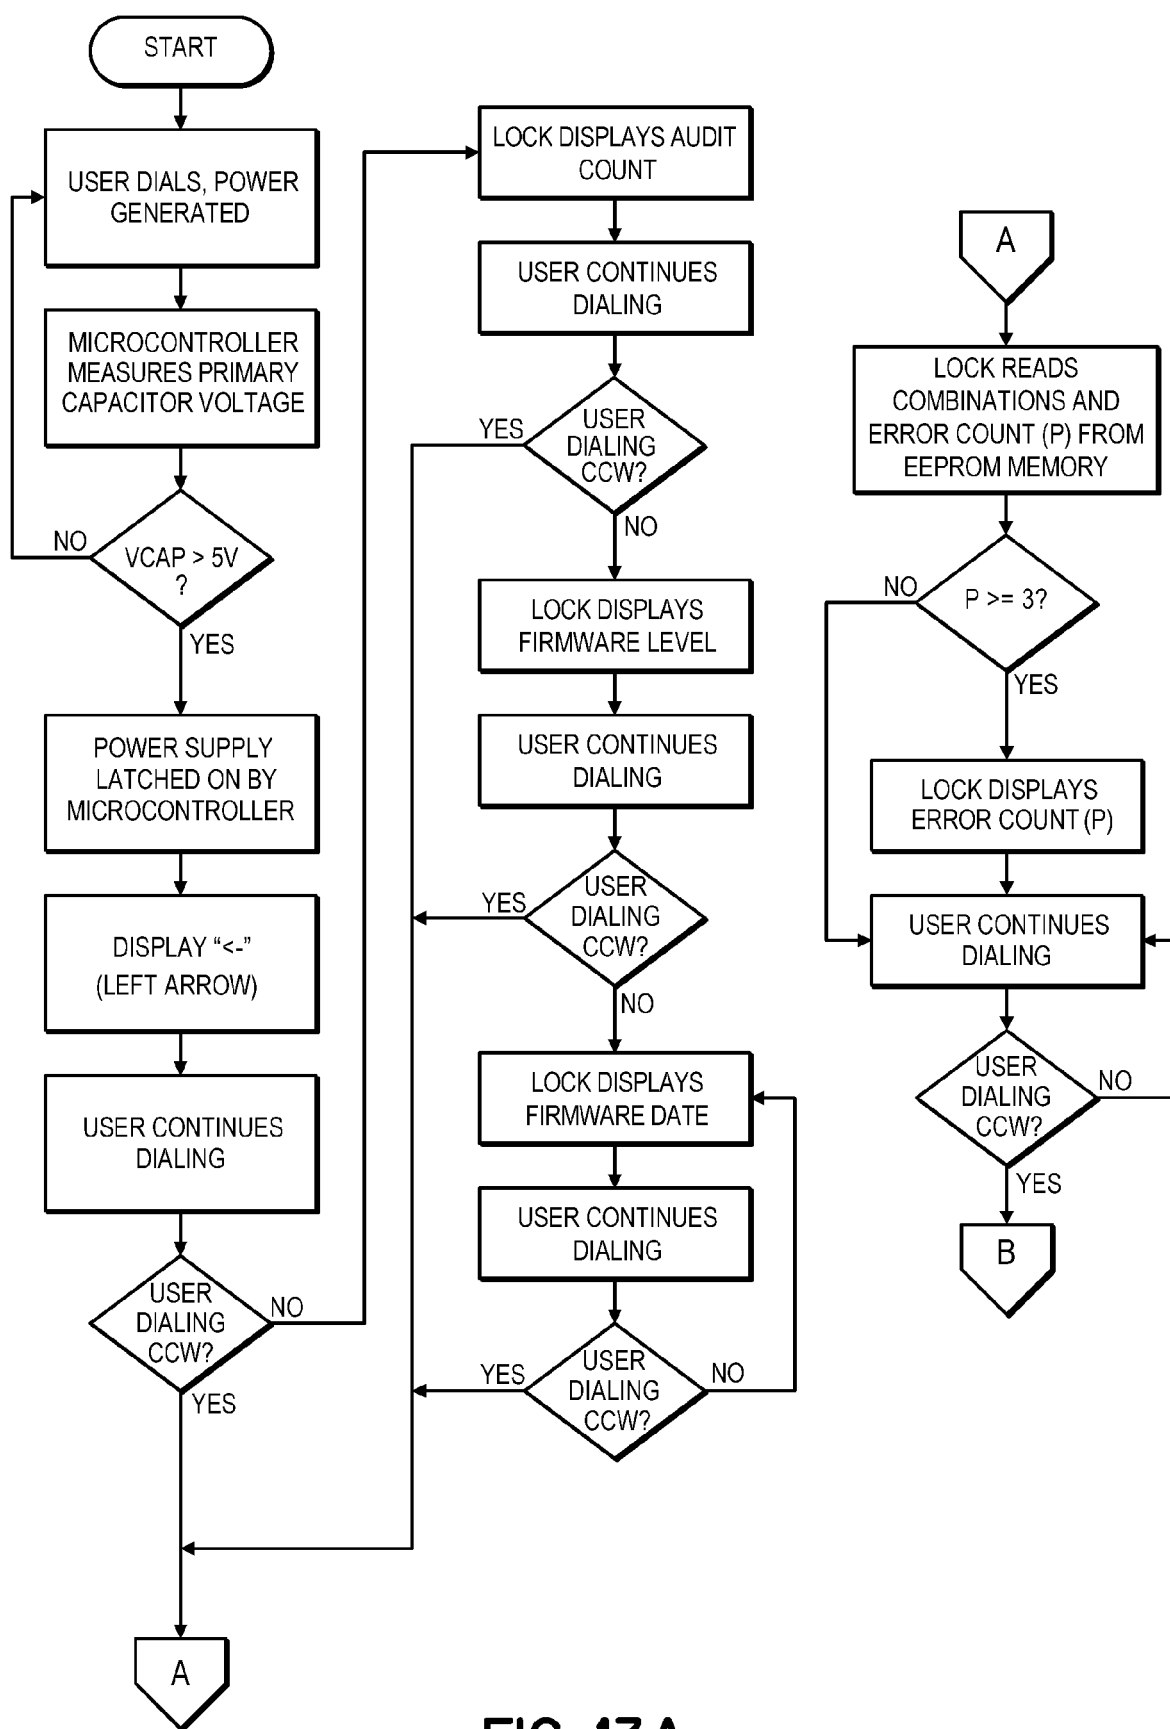 START
USER DIALS, POWER
GENERATED
MICROCONTROLLER
MEASURES PRIMARY
CAPACITOR VOLTAGE
NO
VCAP > 5V
?
YES
POWER SUPPLY
LATCHED ON BY
MICROCONTROLLER
DISPLAY “<-”
(LEFT ARROW)
USER CONTINUES
DIALING
USER
DIALING
CCW?
NO
YES
A
LOCK DISPLAYS AUDIT
COUNT
USER CONTINUES
DIALING
YES
USER
DIALING
CCW?
NO
LOCK DISPLAYS
FIRMWARE LEVEL
USER CONTINUES
DIALING
YES
USER
DIALING
CCW?
NO
LOCK DISPLAYS
FIRMWARE DATE
USER CONTINUES
DIALING
YES
USER
DIALING
CCW?
NO
A
LOCK READS
COMBINATIONS AND
ERROR COUNT (P) FROM
EEPROM MEMORY
NO
P >= 3?
YES
LOCK DISPLAYS
ERROR COUNT (P)
USER CONTINUES
DIALING
USER
DIALING
CCW?
NO
YES
B
FIG. 13A